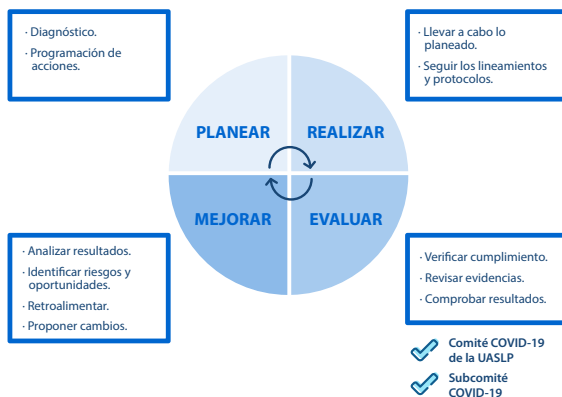 · Diagnóstico.
· Programación de
acciones.
· Llevar a cabo lo
planeado.
· Seguir los lineamientos
y protocolos.
PLANEAR
REALIZAR
MEJORAR
EVALUAR
· Analizar resultados.
· Identificar riesgos y
oportunidades.
· Retroalimentar.
· Proponer cambios.
· Verificar cumplimiento.
· Revisar evidencias.
· Comprobar resultados.
Comité COVID-19
de la UASLP
Subcomité
COVID-19